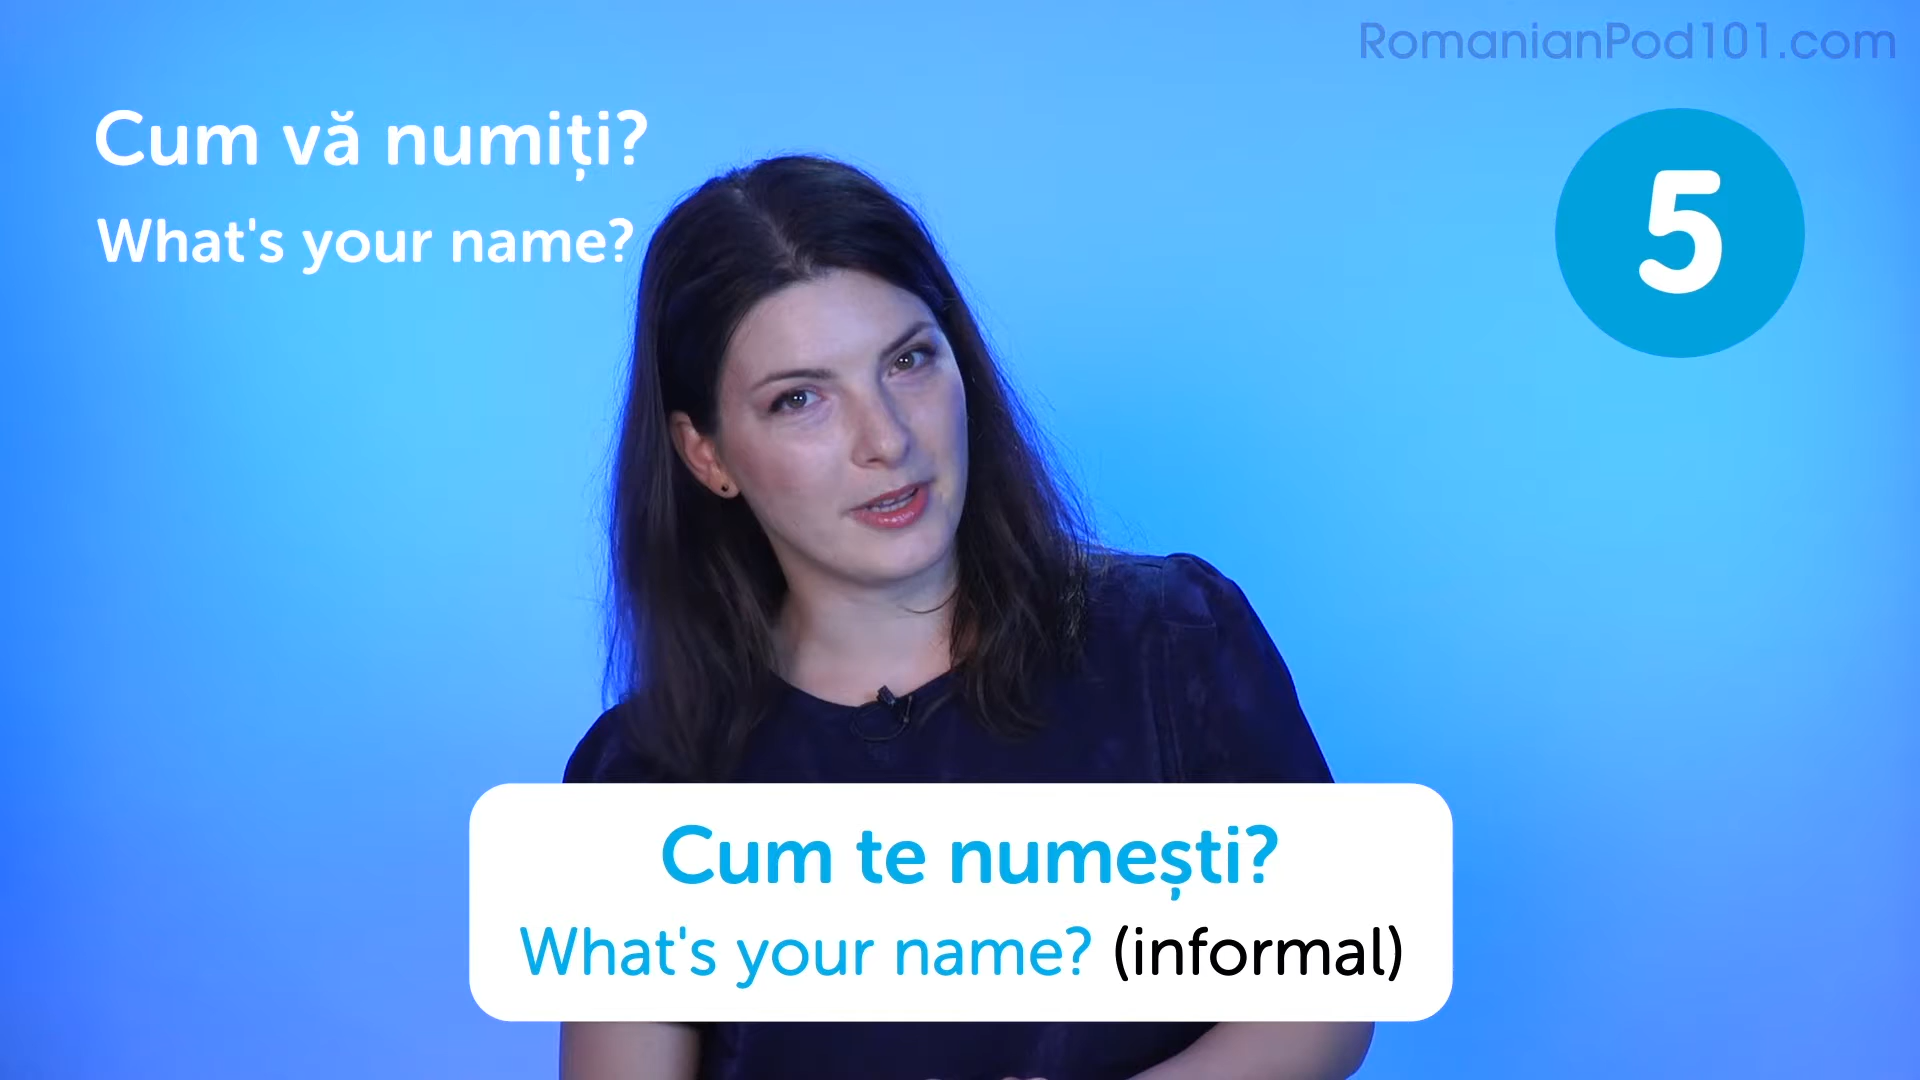 RomanianPod101.com
Cum vă numiți?
What's your name?
5
Cum te numești?
What's your name? (informal)